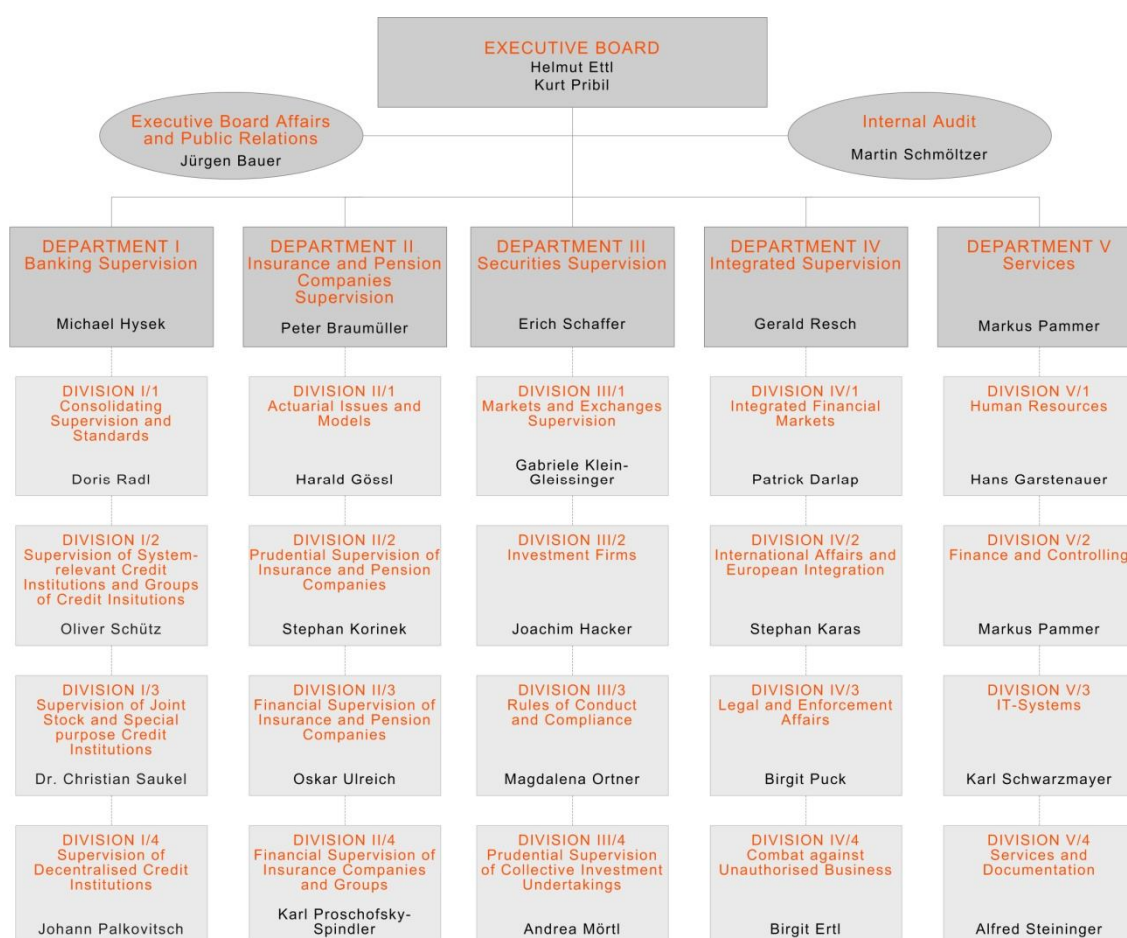 EXECUTIVE BOARD
Helmut Ettl
Kurt Pribil
Executive Board Affairs
and Public Relations
Jürgen Bauer
Internal Audit
Martin Schmöltzer
DEPARTMENT I
Banking Supervision
Michael Hysek
DEPARTMENT II
Insurance and Pension
Companies
Supervision
Peter Braumüller
DEPARTMENT III
Securities Supervision
Erich Schaffer
DEPARTMENT IV
Integrated Supervision
Gerald Resch
DEPARTMENT V
Services
Markus Pammer
DIVISION I/1
Consolidating
Supervision and
Standards
Doris Radl
DIVISION II/1
Actuarial Issues and
Models
Harald Gössl
DIVISION III/1
Markets and Exchanges
Supervision
Gabriele Klein-
Gleissinger
DIVISION IV/1
Integrated Financial
Markets
Patrick Darlap
DIVISION V/1
Human Resources
Hans Garstenauer
DIVISION I/2
Supervision of System-
relevant Credit
Institutions and Groups
of Credit Insitutions
Oliver Schütz
DIVISION II/2
Prudential Supervision of
Insurance and Pension
Companies
Stephan Korinek
DIVISION III/2
Investment Firms
Joachim Hacker
DIVISION IV/2
International Affairs and
European Integration
Stephan Karas
DIVISION V/2
Finance and Controlling
Markus Pammer
DIVISION I/3
Supervision of Joint
Stock and Special
purpose Credit
Institutions
Dr. Christian Saukel
DIVISION II/3
Financial Supervision of
Insurance and Pension
Companies
Oskar Ulreich
DIVISION III/3
Rules of Conduct
and Compliance
Magdalena Ortner
DIVISION IV/3
Legal and Enforcement
Affairs
Birgit Puck
DIVISION V/3
IT-Systems
Karl Schwarzmayer
DIVISION I/4
Supervision of
Decentralised Credit
Institutions
Johann Palkovitsch
DIVISION II/4
Financial Supervision of
Insurance Companies
and Groups
Karl Proschofsky-
Spindler
DIVISION III/4
Prudential Supervision
of Collective Investment
Undertakings
Andrea Mörtl
DIVISION IV/4
Combat against
Unauthorised Business
Birgit Ertl
DIVISION V/4
Services and
Documentation
Alfred Steininger